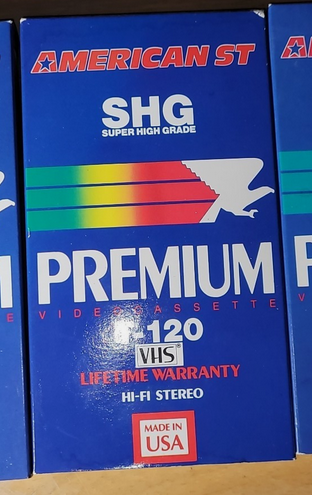 AMERICAN ST
SHG
SUPER HIGH GRADE
PREMIUM
VIDEOCASSETTE
T-120
VHS
LIFETIME WARRANTY
HI-FI STEREO
MADE IN
USA